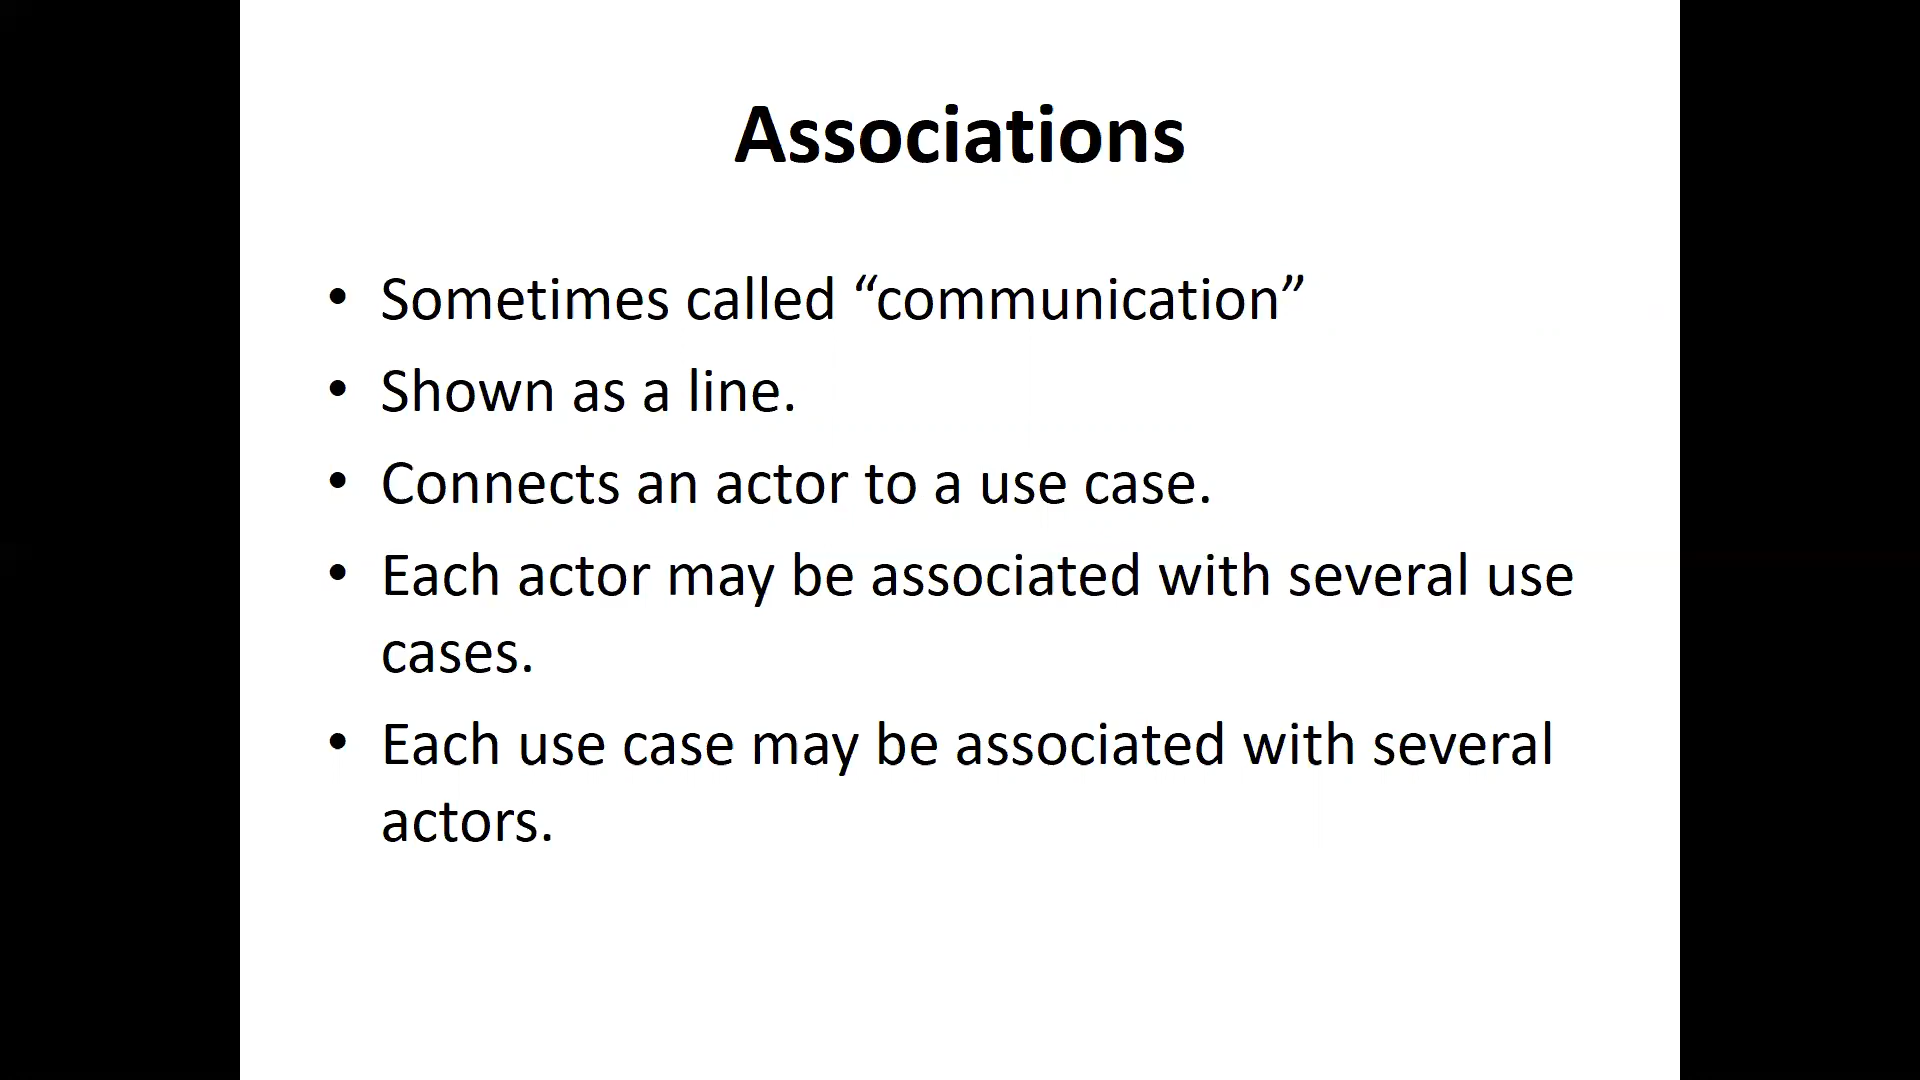 Associations
• Sometimes called “communication”
• Shown as a line.
• Connects an actor to a use case.
• Each actor may be associated with several use
cases.
• Each use case may be associated with several
actors.